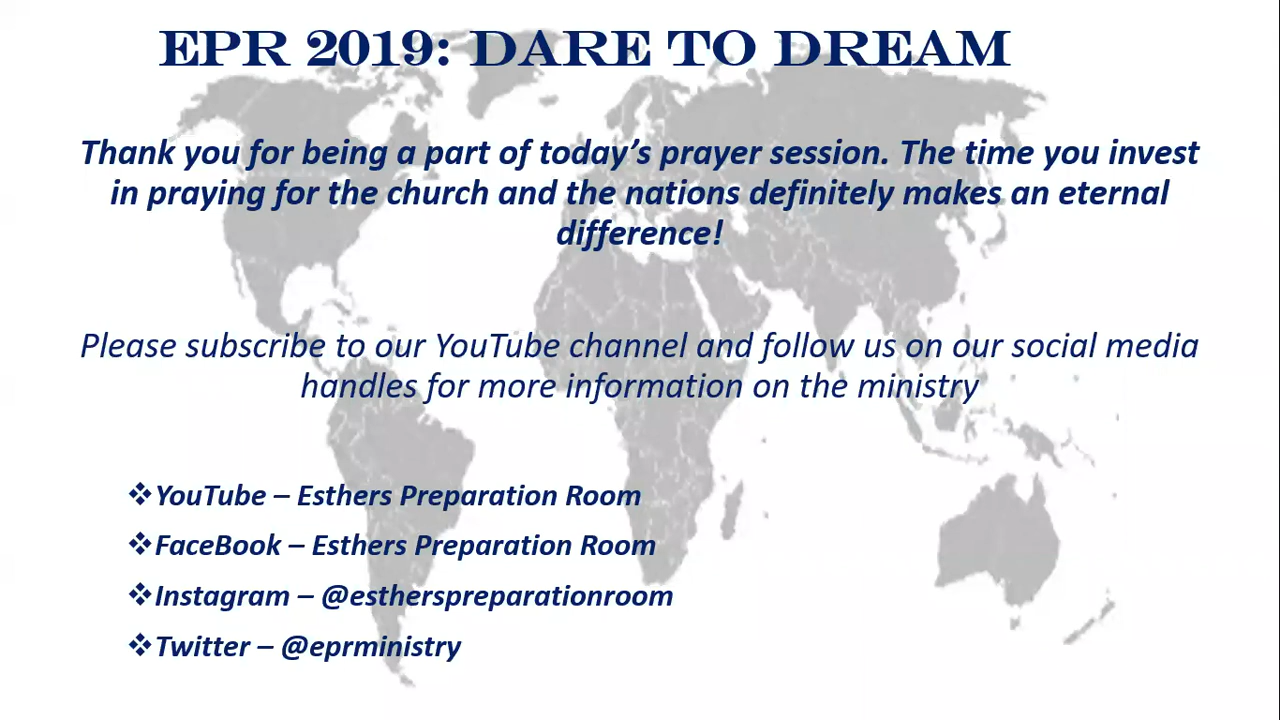 EPR 2019: DARE TO DREAM
Thank you for being a part of today’s prayer session. The time you invest
in praying for the church and the nations definitely makes an eternal
difference!
Please subscribe to our YouTube channel and follow us on our social media
handles for more information on the ministry
❖YouTube – Esthers Preparation Room
❖FaceBook – Esthers Preparation Room
❖Instagram – @estherspreparationroom
❖Twitter – @eprministry